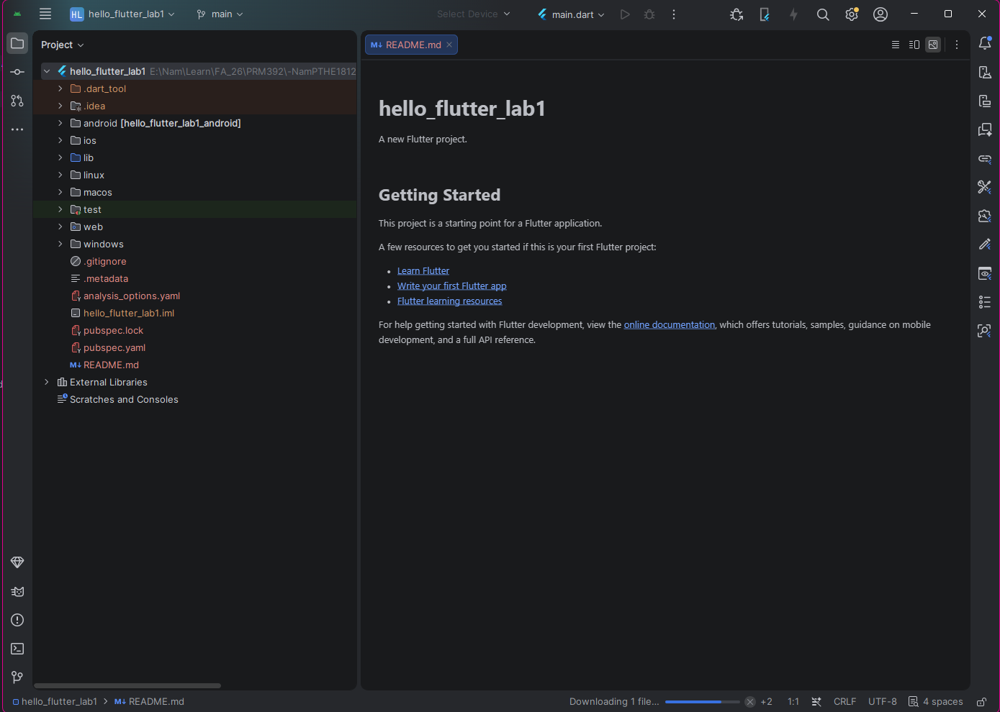 HL hello_flutter_lab1 main Select Device main.dart
Project
README.md
hello_flutter_lab1 E:\Nam\Learn\FA_26\PRM392\-NamPTHE1812
.dart_tool
.idea
android [hello_flutter_lab1_android]
ios
lib
linux
macos
test
web
windows
.gitignore
.metadata
analysis_options.yaml
hello_flutter_lab1.iml
pubspec.lock
pubspec.yaml
M↓ README.md
External Libraries
Scratches and Consoles
hello_flutter_lab1
A new Flutter project.
Getting Started
This project is a starting point for a Flutter application.
A few resources to get you started if this is your first Flutter project:
• Learn Flutter
• Write your first Flutter app
• Flutter learning resources
For help getting started with Flutter development, view the online documentation, which offers tutorials, samples, guidance on mobile
development, and a full API reference.
hello_flutter_lab1 > M↓ README.md Downloading 1 file... +2 1:1 CRLF UTF-8 4 spaces